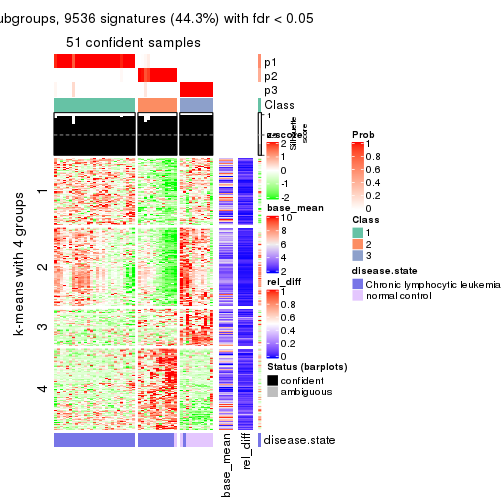 ubgroups, 9536 signatures (44.3%) with fdr < 0.05
51 confident samples
p1
p2
p3
Class
1
Silhouette
score
z-score
2
1
0
-1
-2
base_mean
10
8
6
4
2
rel_diff
1
0.8
0.6
0.4
0.2
0
Status (barplots)
confident
ambiguous
Prob
1
0.8
0.6
0.4
0.2
0
Class
1
2
3
disease.state
Chronic lymphocytic leukemia
normal control
k-means with 4 groups
1
2
3
4
disease.state
base_mean
rel_diff